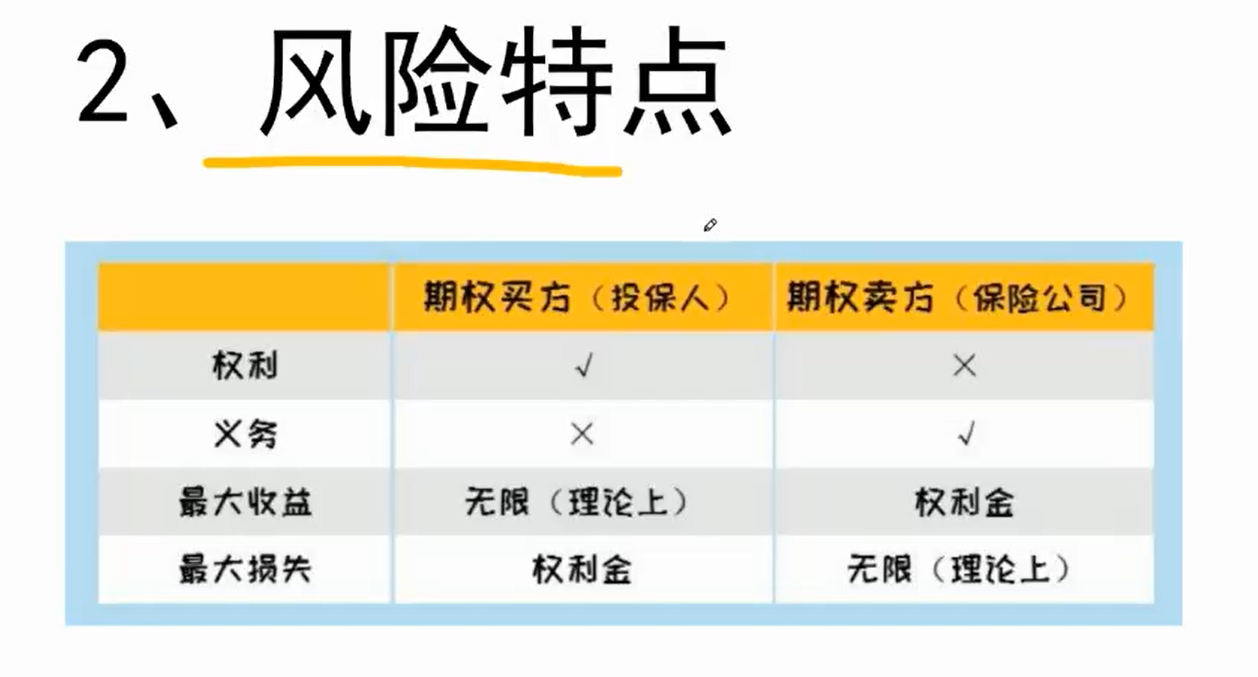 2、风险特点
期权买方（投保人） 期权卖方（保险公司）
权利 √ ×
义务 × √
最大收益 无限（理论上） 权利金
最大损失 权利金 无限（理论上）